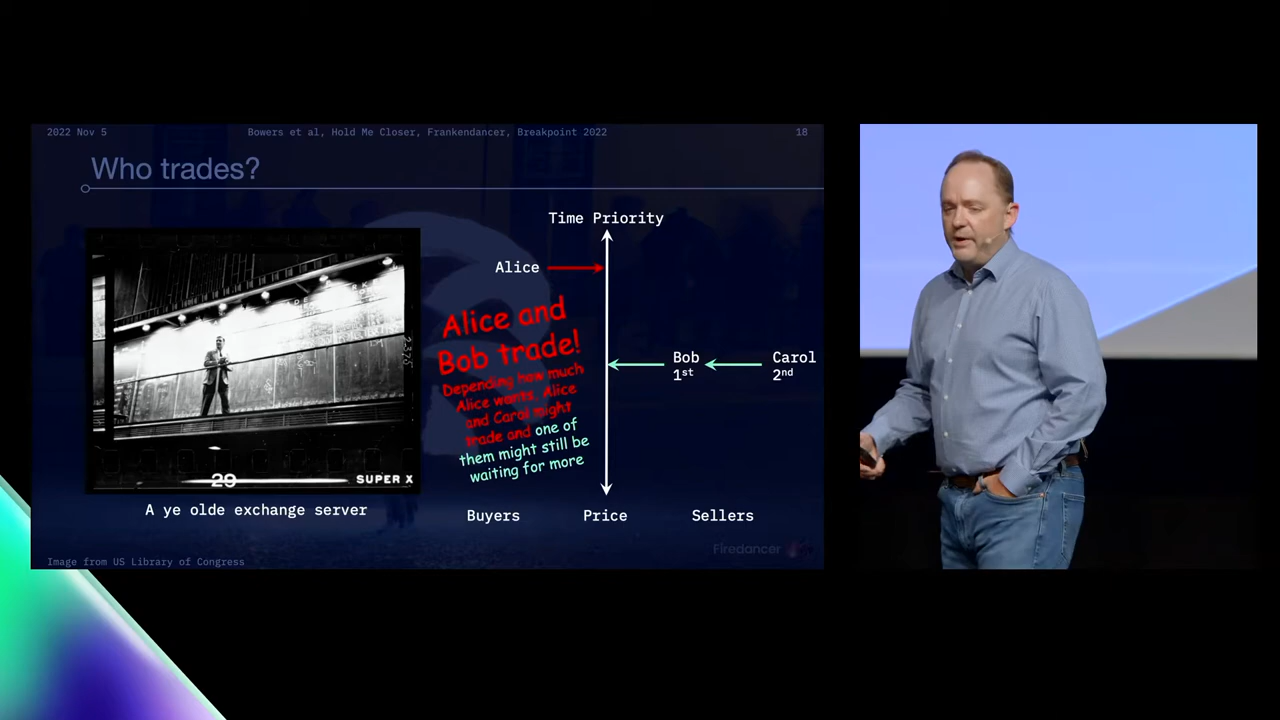 2022 Nov 5
Bowers et al, Hold Me Closer, Frankendancer, Breakpoint 2022
18
Who trades?
Time Priority
Alice
Alice and
Bob trade!
Depending how much
Alice wants, Alice
and Carol might
trade and one of
them might still be
waiting for more
Bob
1st
Carol
2nd
29
SUPER X
2375
A ye olde exchange server
Buyers
Price
Sellers
Firedancer
Image from US Library of Congress